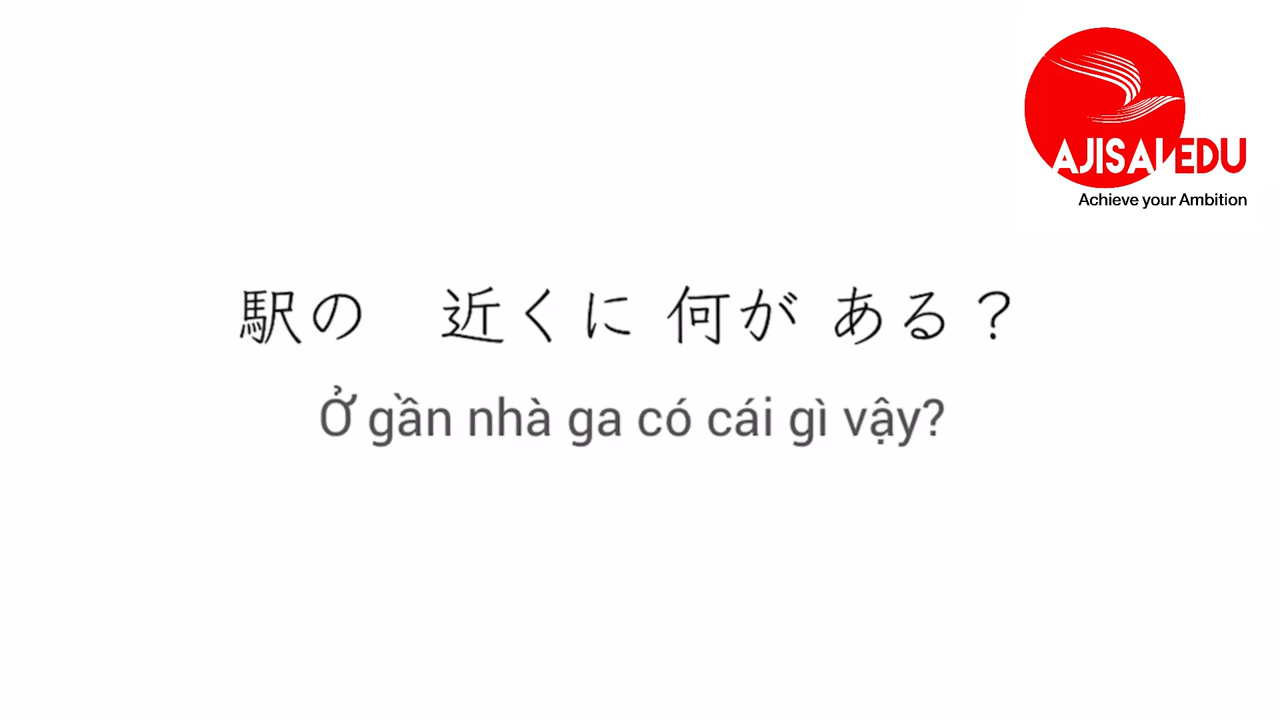 AJISAI EDU
Achieve your Ambition
駅の　近くに 何が ある？
Ở gần nhà ga có cái gì vậy?